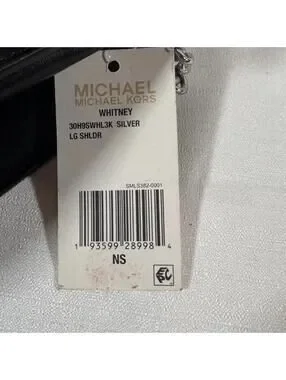 MICHAEL
MICHAEL KORS
WHITNEY
30H9SWHL3K SILVER
LG SHLDR
SMLS382-0001
1 93599 28998 4
NS